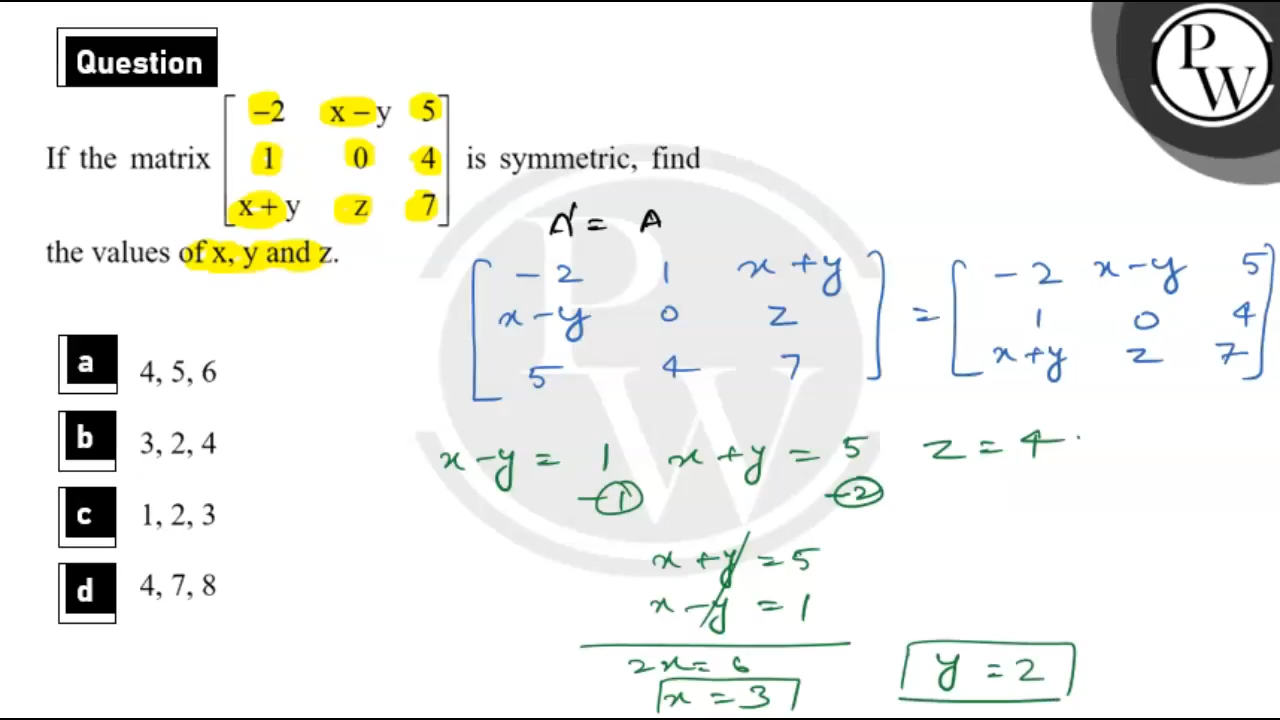 Question
If the matrix [-2 x-y 5
1 0 4
x+y z 7] is symmetric, find
the values of x, y and z.
a 4, 5, 6
b 3, 2, 4
c 1, 2, 3
d 4, 7, 8
PW
A' = A
[-2 1 x+y
x-y 0 z
5 4 7] = [-2 x-y 5
1 0 4
x+y z 7]
x-y = 1 x+y = 5 z = 4
-① -②
x+y = 5
x-y = 1
2x = 6
x = 3
y = 2